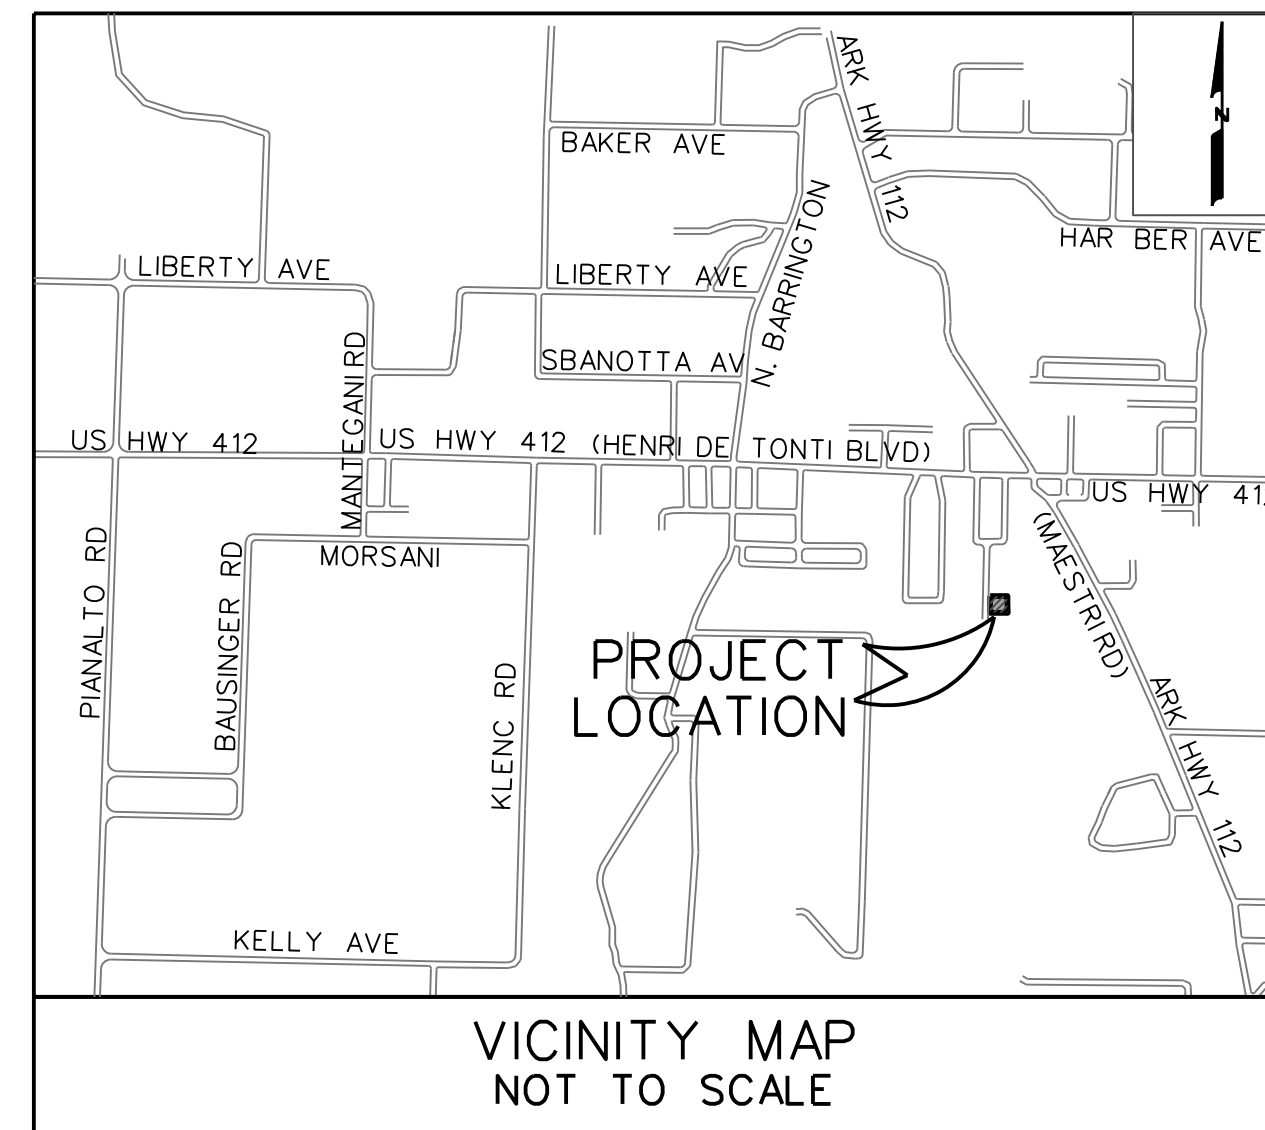 ARK HWY 112
N
BAKER AVE
HAR BER AVE
LIBERTY AVE
LIBERTY AVE
N. BARRINGTON
SBANOTTA AV
MANTEGANI RD
US HWY 412
US HWY 412 (HENRI DE TONTI BLVD)
US HWY
(MAESTRI RD)
PIANALTO RD
BAUSINGER RD
MORSANI
KLENC RD
PROJECT
LOCATION
ARK HWY 112
KELLY AVE
VICINITY MAP
NOT TO SCALE